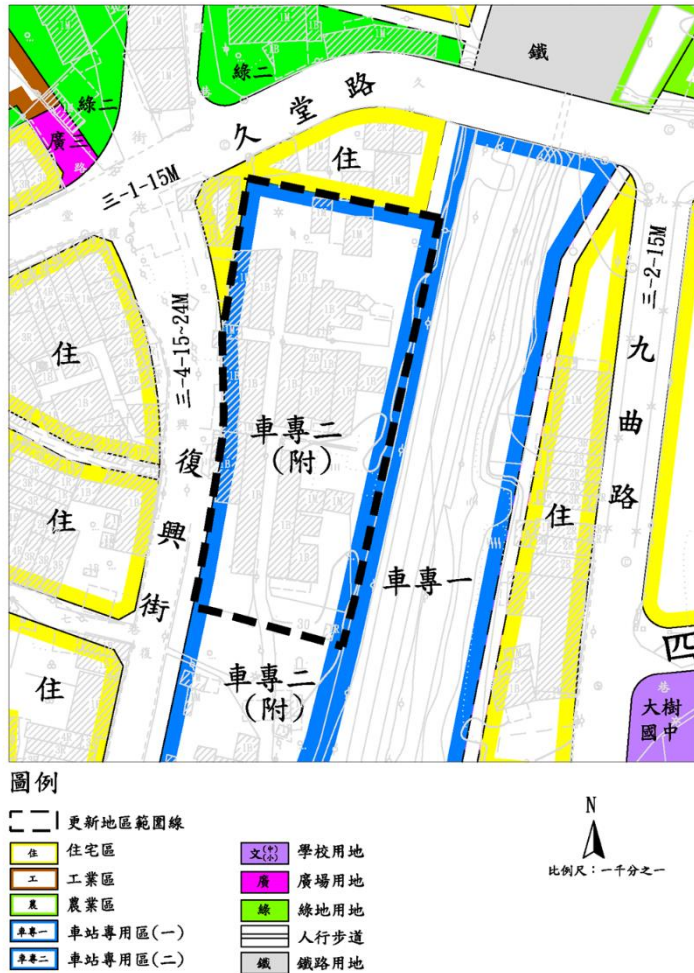 鐵
綠二
綠二
廣三
久堂路
住
三-1-15M
三-2-15M
三-4-15~24M
九曲路
住
車專二
(附)
復興街
住
住
車專一
車專二
(附)
住
四
大樹
國中
圖例
更新地區範圍線
住 住宅區
工 工業區
農 農業區
車專一 車站專用區(一)
車專二 車站專用區(二)
文(中)(小) 學校用地
廣 廣場用地
綠 綠地用地
人行步道
鐵 鐵路用地
N
比例尺：一千分之一